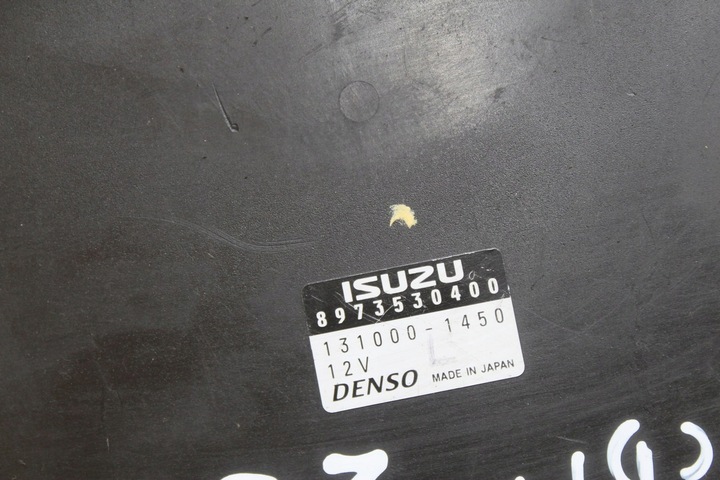 ISUZU
8973530400
131000-1450
12V
DENSO MADE IN JAPAN